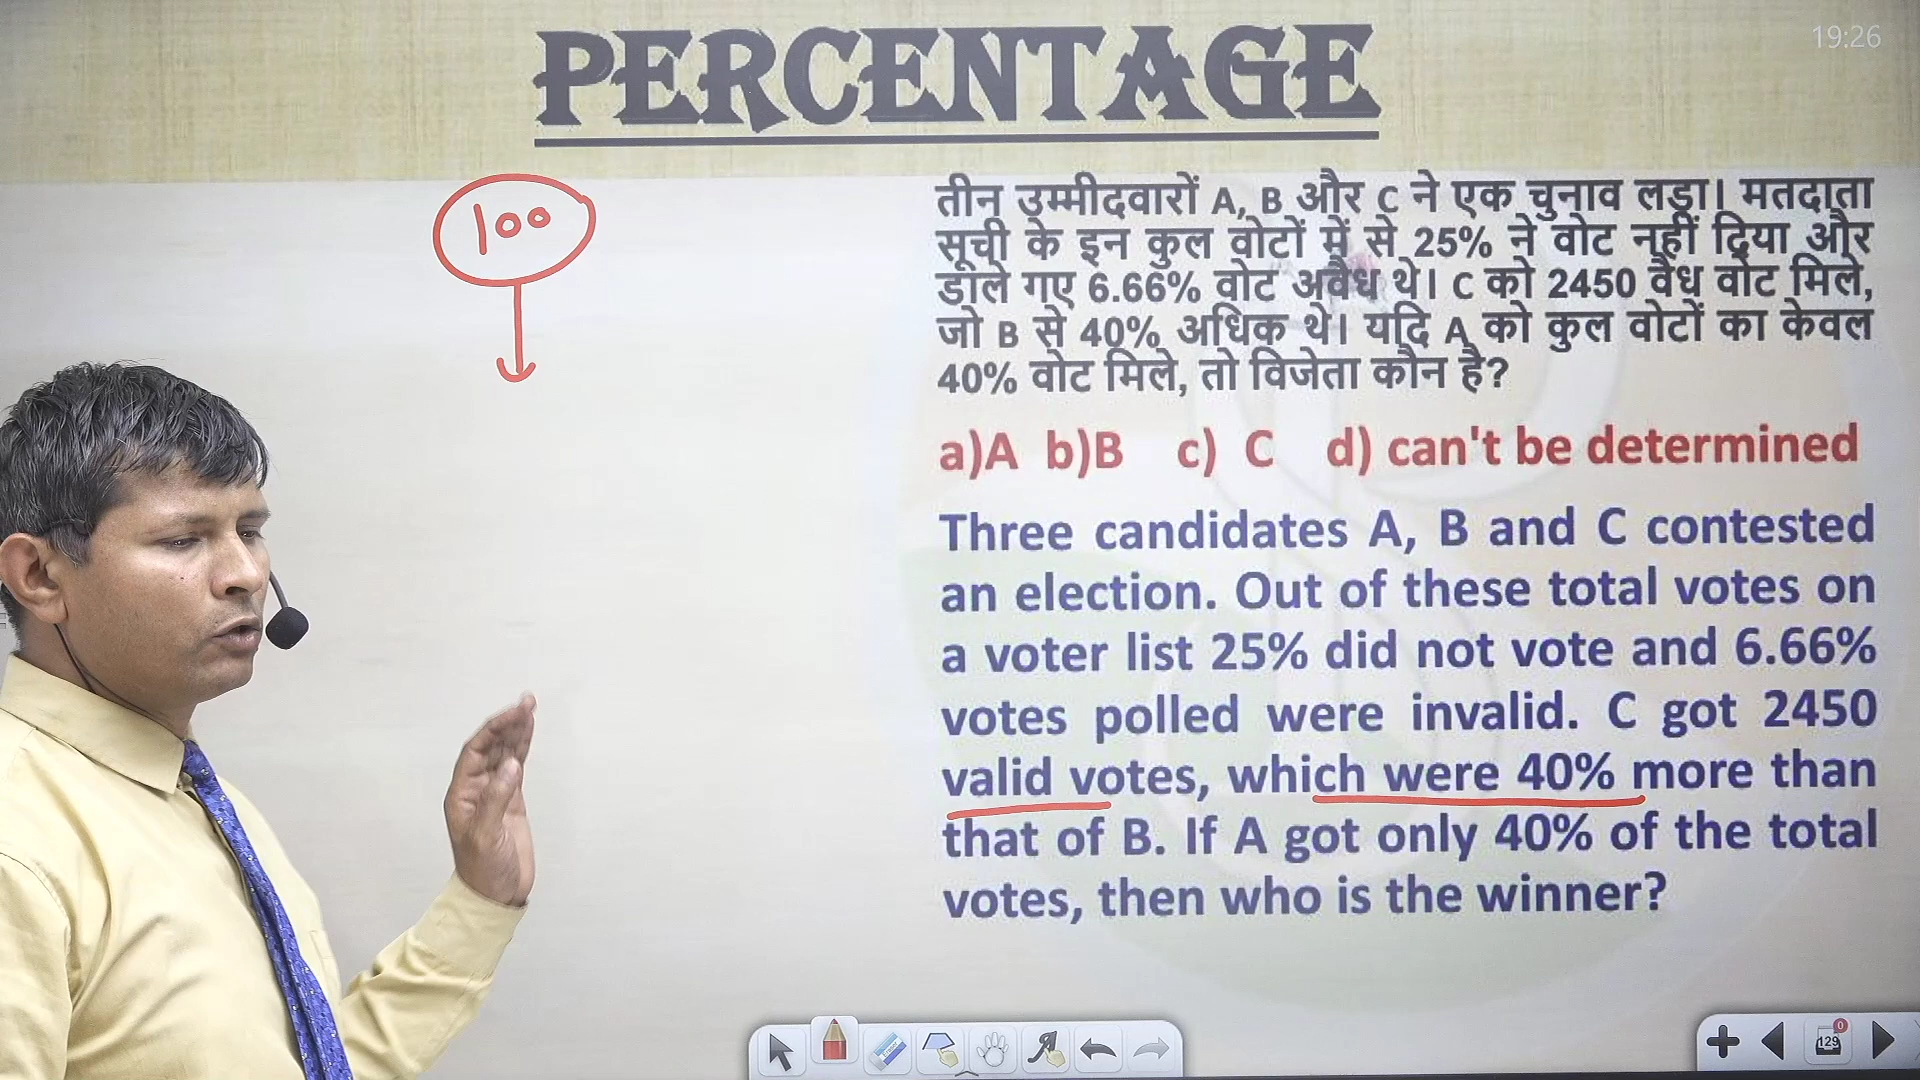 19:26
PERCENTAGE
100
तीन उम्मीदवारों A, B और C ने एक चुनाव लड़ा। मतदाता
सूची के इन कुल वोटों में से 25% ने वोट नहीं दिया और
डाले गए 6.66% वोट अवैध थे। C को 2450 वैध वोट मिले,
जो B से 40% अधिक थे। यदि A को कुल वोटों का केवल
40% वोट मिले, तो विजेता कौन है?
a)A b)B c) C d) can't be determined
Three candidates A, B and C contested
an election. Out of these total votes on
a voter list 25% did not vote and 6.66%
votes polled were invalid. C got 2450
valid votes, which were 40% more than
that of B. If A got only 40% of the total
votes, then who is the winner?
0
129